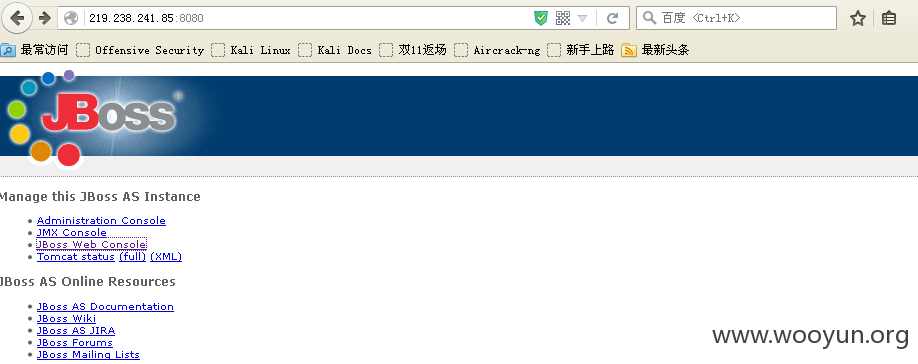 219.238.241.85:8080
百度 <Ctrl+K>
最常访问 Offensive Security Kali Linux Kali Docs 双11返场 Aircrack-ng 新手上路 最新头条
JBoss
Manage this JBoss AS Instance
Administration Console
JMX Console
JBoss Web Console
Tomcat status (full) (XML)
JBoss AS Online Resources
JBoss AS Documentation
JBoss Wiki
JBoss AS JIRA
JBoss Forums
JBoss Mailing Lists
www.wooyun.org